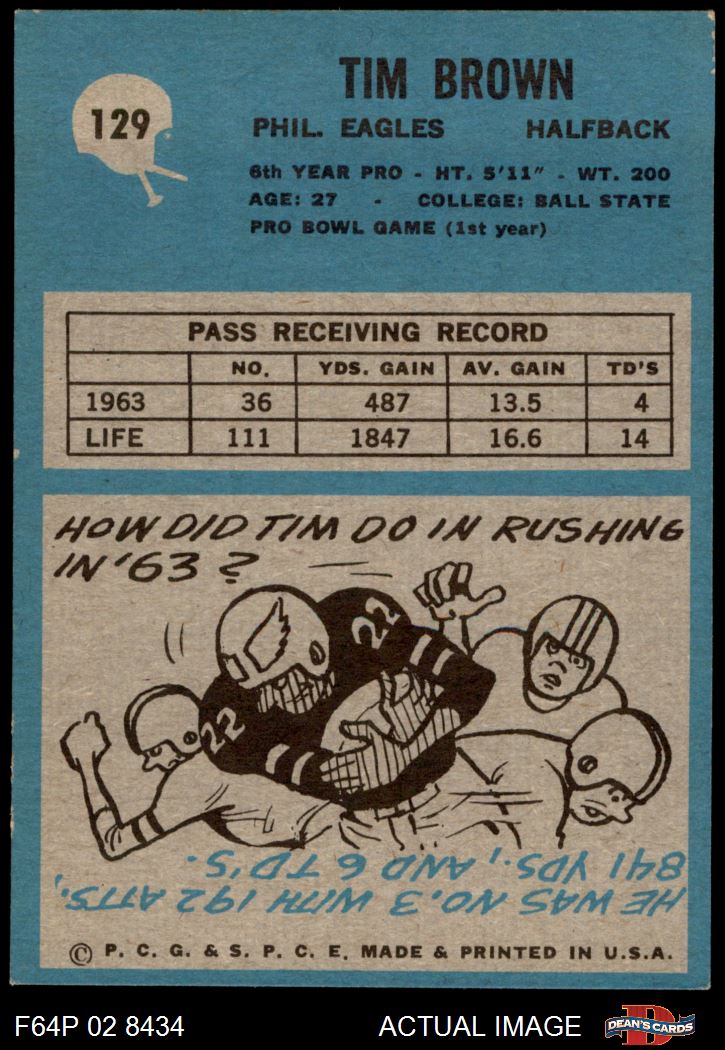 129
TIM BROWN
PHIL. EAGLES HALFBACK
6th YEAR PRO - HT. 5'11" - WT. 200
AGE: 27 - COLLEGE: BALL STATE
PRO BOWL GAME (1st year)
PASS RECEIVING RECORD
NO. YDS. GAIN AV. GAIN TD'S
1963 36 487 13.5 4
LIFE 111 1847 16.6 14
HOW DID TIM DO IN RUSHING
IN '63?
22
22
HE WAS NO. 3 WITH 192 ATTS.,
841 YDS., AND 6 TD'S.
© P. C. G. & S. P. C. E. MADE & PRINTED IN U.S.A.
F64P 02 8434 ACTUAL IMAGE
D
DEAN'S CARDS